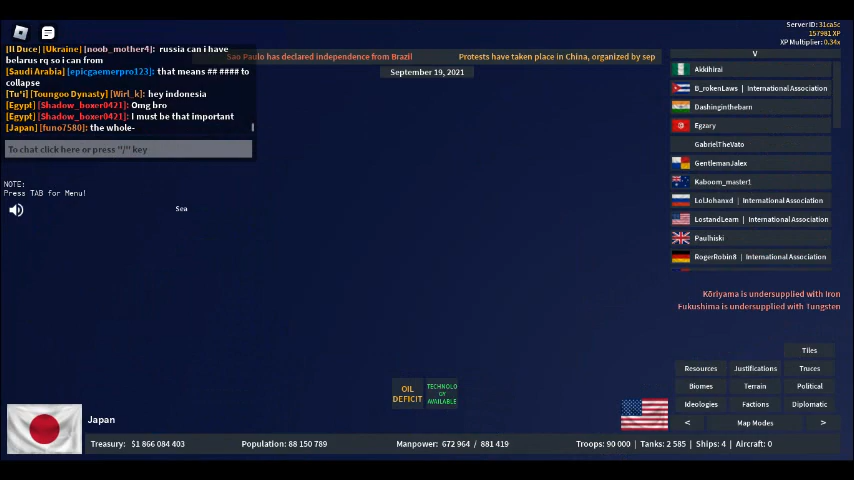 Server ID: 31ca5c
157981 XP
XP Multiplier: 0.34x
[Il Duce] [Ukraine] [noob_mother4]: russia can i have
belarus rq so i can from
[Saudi Arabia] [epicgaemerpro123]: that means ## #### to
collapse
[Tu'i] [Toungoo Dynasty] [Wirl_k]: hey indonesia
[Egypt] [Shadow_boxer0421]: Omg bro
[Egypt] [Shadow_boxer0421]: I must be that important
[Japan] [funo7580]: the whole-
To chat click here or press "/" key
Sao Paulo has declared independence from Brazil
Protests have taken place in China, organized by sep
September 19, 2021
V
Akkihirai
B_rokenLaws | International Association
Dashinginthebarn
Egzary
GabrielTheVato
GentlemanJalex
Kaboom_master1
LolJohanxd | International Association
LostandLearn | International Association
Paulhiski
RogerRobin8 | International Association
NOTE:
Press TAB for Menu!
Sea
Kōriyama is undersupplied with Iron
Fukushima is undersupplied with Tungsten
Tiles
Resources Justifications Truces
Biomes Terrain Political
Ideologies Factions Diplomatic
< Map Modes >
OIL
DEFICIT
TECHNOLO
GY
AVAILABLE
Japan
Treasury: $1 866 084 403 Population: 88 150 789 Manpower: 672 964 / 881 419 Troops: 90 000 | Tanks: 2 585 | Ships: 4 | Aircraft: 0